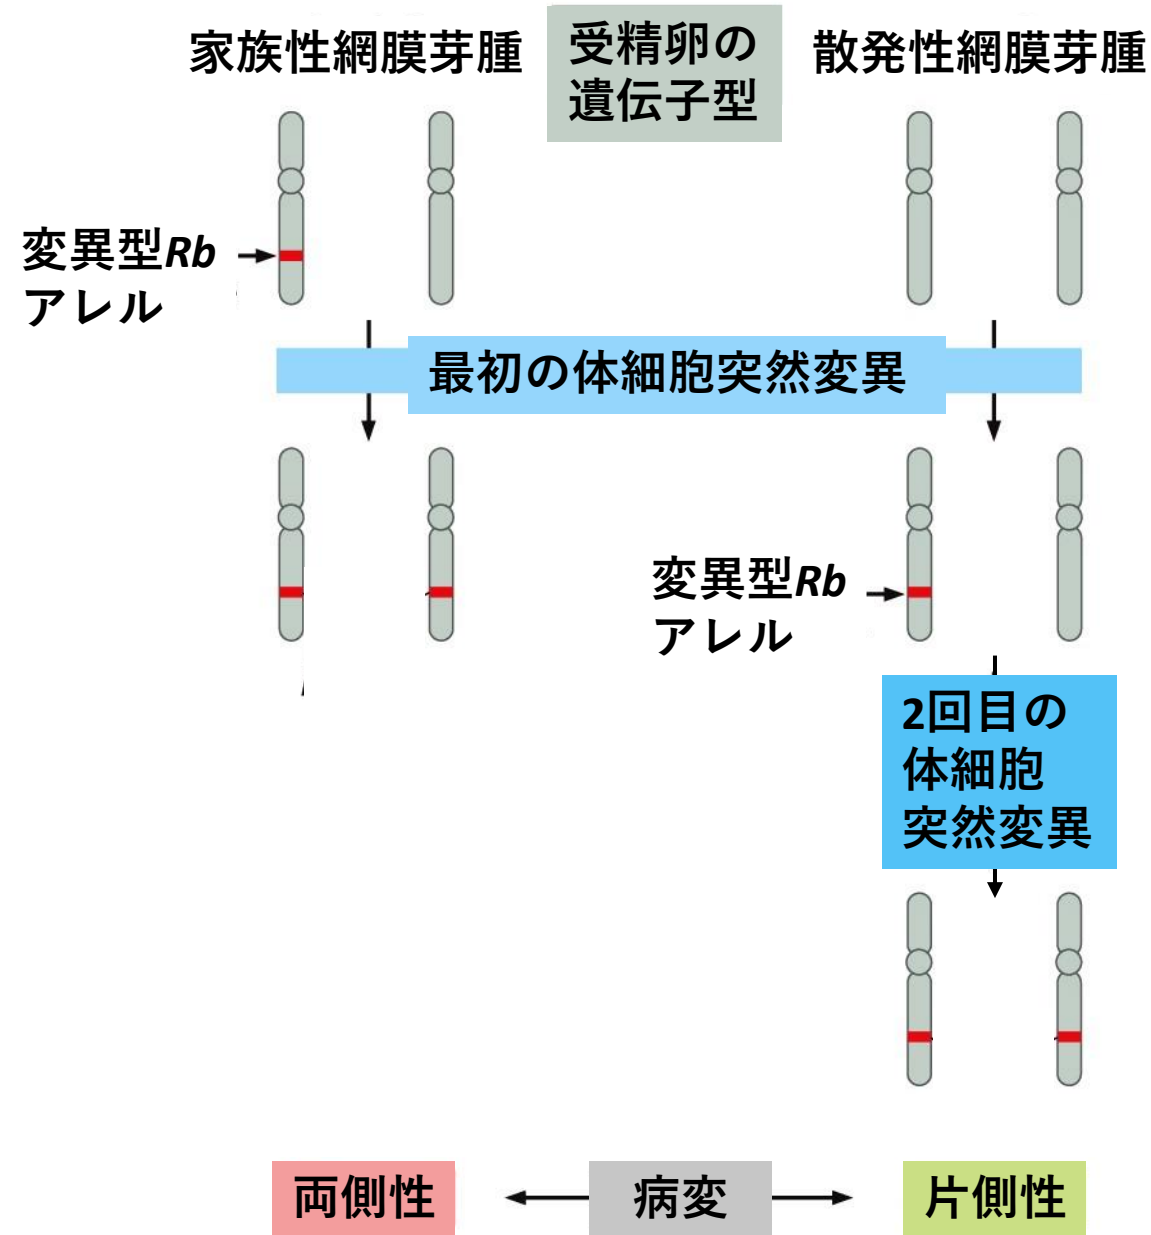 家族性網膜芽腫
受精卵の
遺伝子型
散発性網膜芽腫
変異型Rb
アレル
最初の体細胞突然変異
変異型Rb
アレル
2回目の
体細胞
突然変異
両側性
病変
片側性